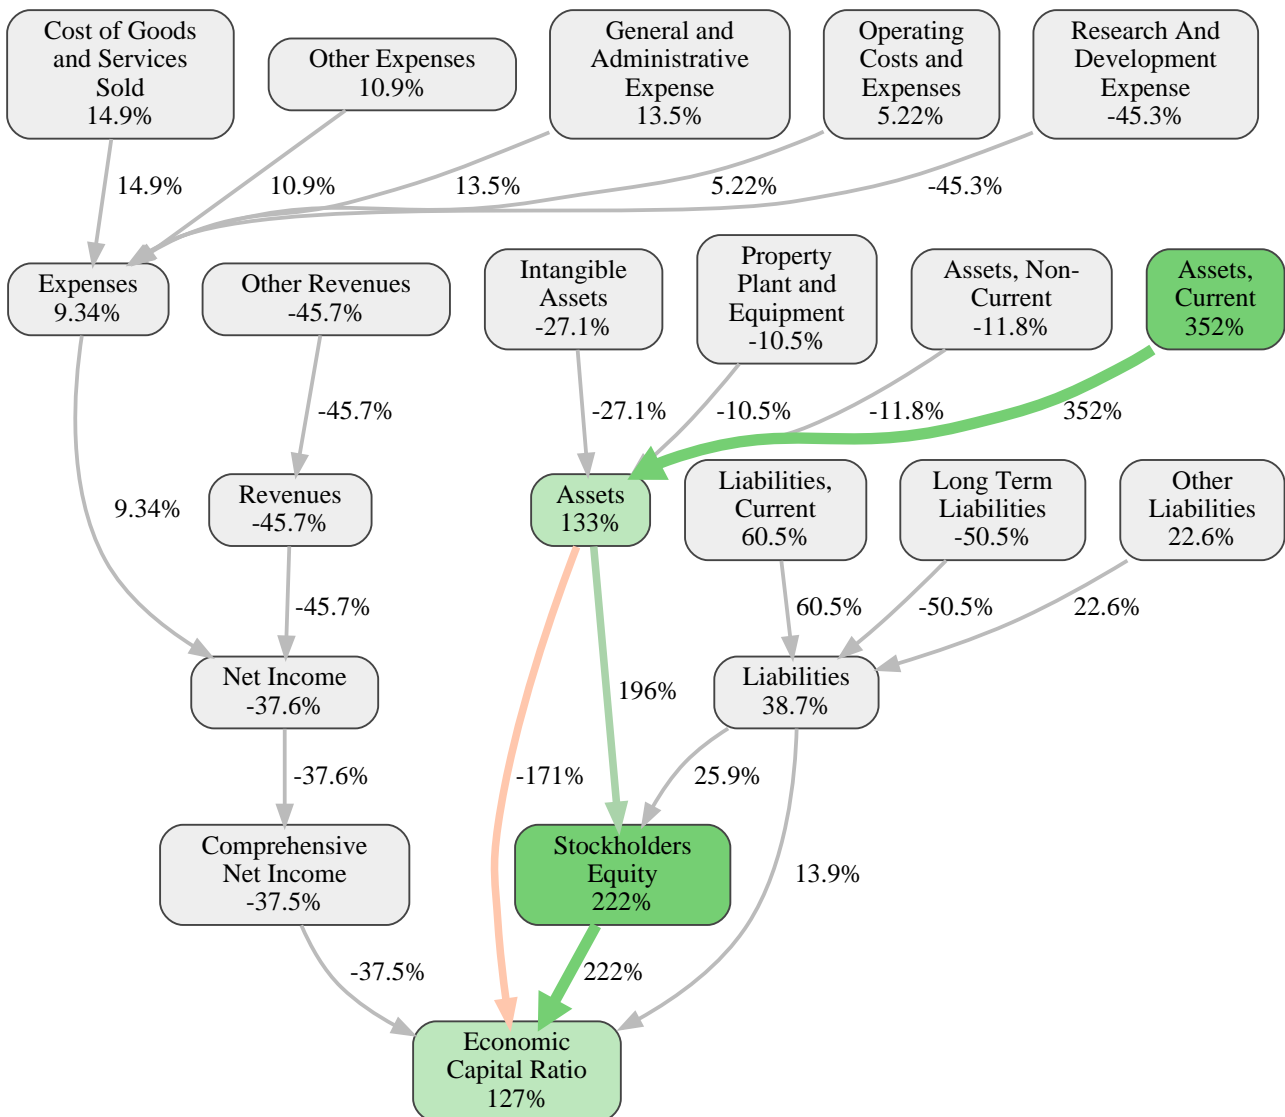 Cost of Goods
and Services
Sold
14.9%
Other Expenses
10.9%
General and
Administrative
Expense
13.5%
Operating
Costs and
Expenses
5.22%
Research And
Development
Expense
-45.3%
14.9%
10.9%
13.5%
5.22%
-45.3%
Expenses
9.34%
Other Revenues
-45.7%
Intangible
Assets
-27.1%
Property
Plant and
Equipment
-10.5%
Assets, Non-
Current
-11.8%
Assets,
Current
352%
-45.7%
-27.1%
-10.5%
-11.8%
352%
9.34%
Revenues
-45.7%
Assets
133%
Liabilities,
Current
60.5%
Long Term
Liabilities
-50.5%
Other
Liabilities
22.6%
-45.7%
60.5%
-50.5%
22.6%
Net Income
-37.6%
196%
Liabilities
38.7%
-37.6%
-171%
25.9%
Comprehensive
Net Income
-37.5%
Stockholders
Equity
222%
13.9%
-37.5%
222%
Economic
Capital Ratio
127%